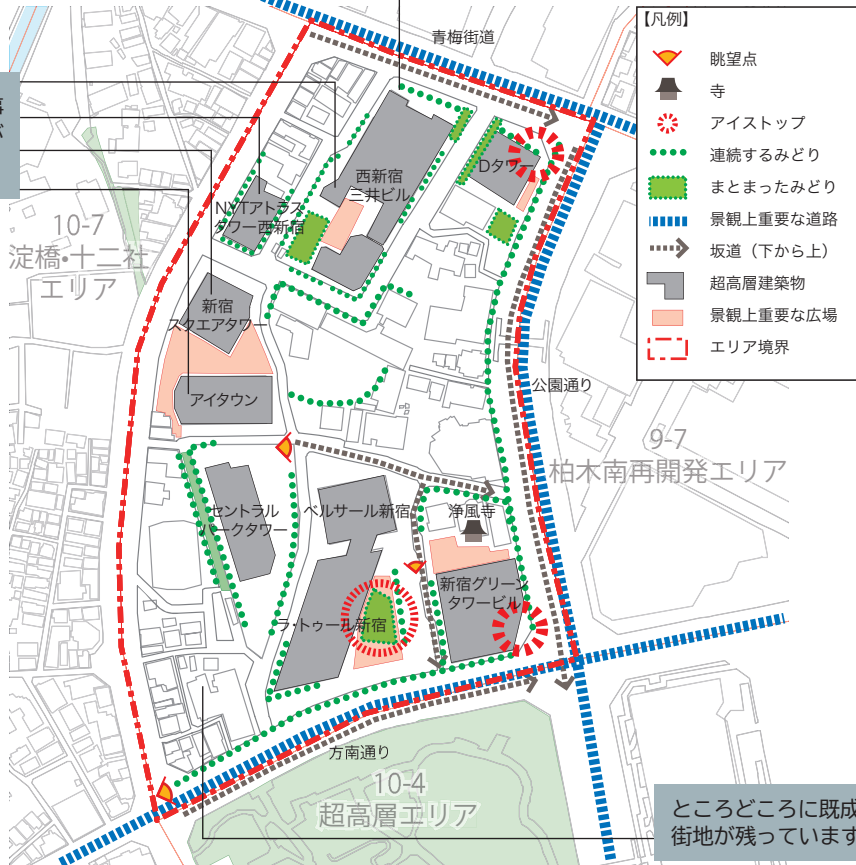 青梅街道
【凡例】
眺望点
寺
アイストップ
連続するみどり
まとまったみどり
景観上重要な道路
坂道（下から上）
超高層建築物
景観上重要な広場
エリア境界
Dタワー
西新宿
三井ビル
NYTアトラス
タワー西新宿
10-7
淀橋・十二社
エリア
新宿
スクエアタワー
アイタウン
公園通り
9-7
柏木南再開発エリア
セントラル
パークタワー
ベルサール新宿
浄風寺
新宿グリーン
タワービル
ラ・トゥール新宿
方南通り
10-4
超高層エリア
ところどころに既成
街地が残っています